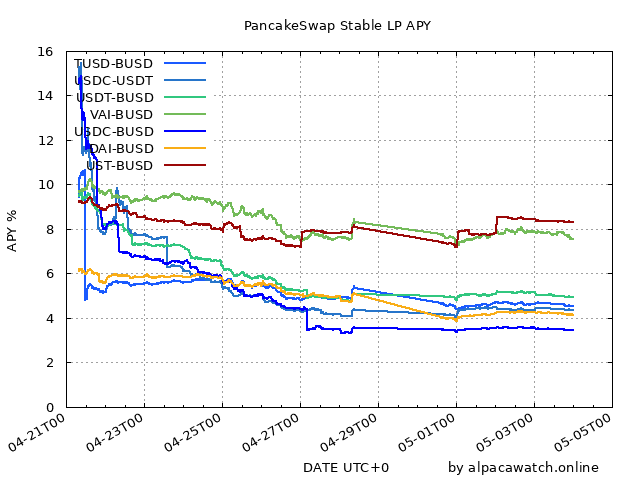 PancakeSwap Stable LP APY
16
14
12
10
8
6
4
2
0
APY %
TUSD-BUSD
USDC-USDT
USDT-BUSD
VAI-BUSD
USDC-BUSD
DAI-BUSD
UST-BUSD
04-21T00
04-23T00
04-25T00
04-27T00
04-29T00
05-01T00
05-03T00
05-05T00
DATE UTC+0
by alpacawatch.online